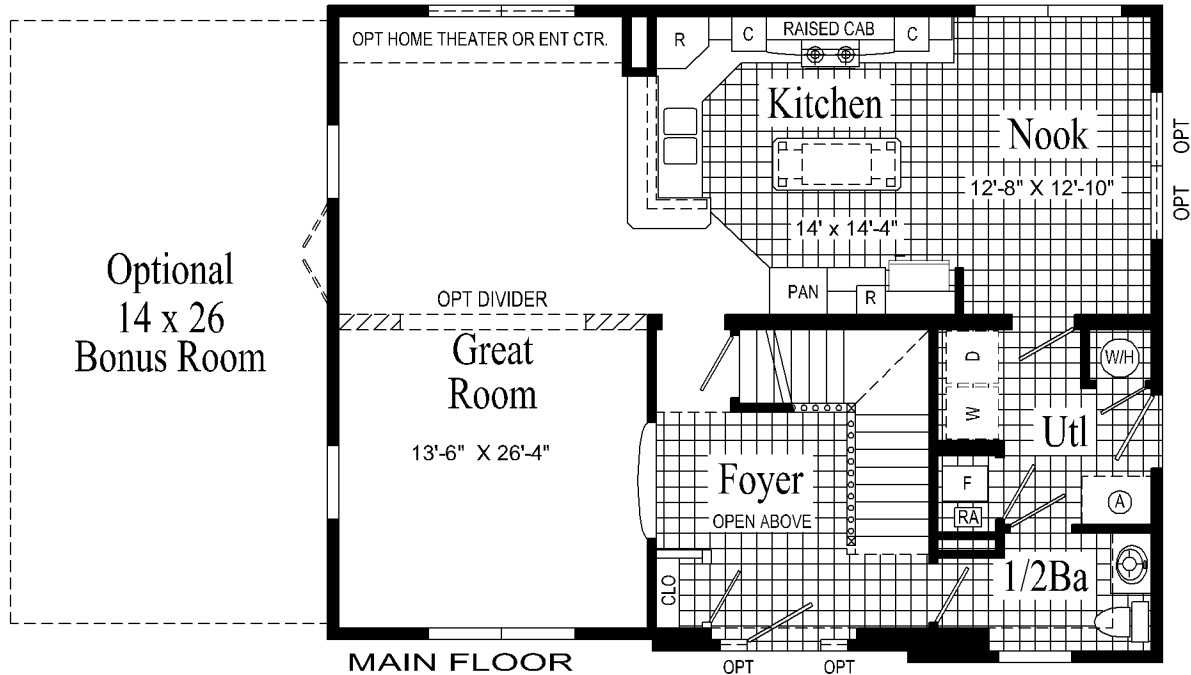 OPT HOME THEATER OR ENT CTR.
R
C
RAISED CAB
C
Kitchen
Nook
OPT
12'-8" X 12'-10"
OPT
14' x 14'-4"
Optional
14 x 26
Bonus Room
OPT DIVIDER
PAN
R
Great
Room
13'-6" X 26'-4"
D
W/H
W
Utl
Foyer
OPEN ABOVE
F
RA
A
CLO
1/2Ba
MAIN FLOOR
OPT
OPT